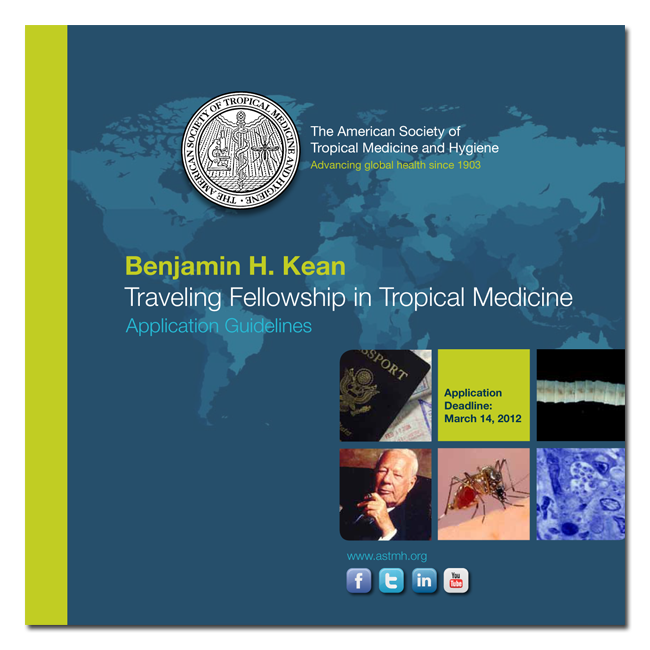 THE AMERICAN SOCIETY OF TROPICAL MEDICINE AND HYGIENE
The American Society of
Tropical Medicine and Hygiene
Advancing global health since 1903
Benjamin H. Kean
Traveling Fellowship in Tropical Medicine
Application Guidelines
PASSPORT
Application
Deadline:
March 14, 2012
www.astmh.org
f
t
in
You
Tube